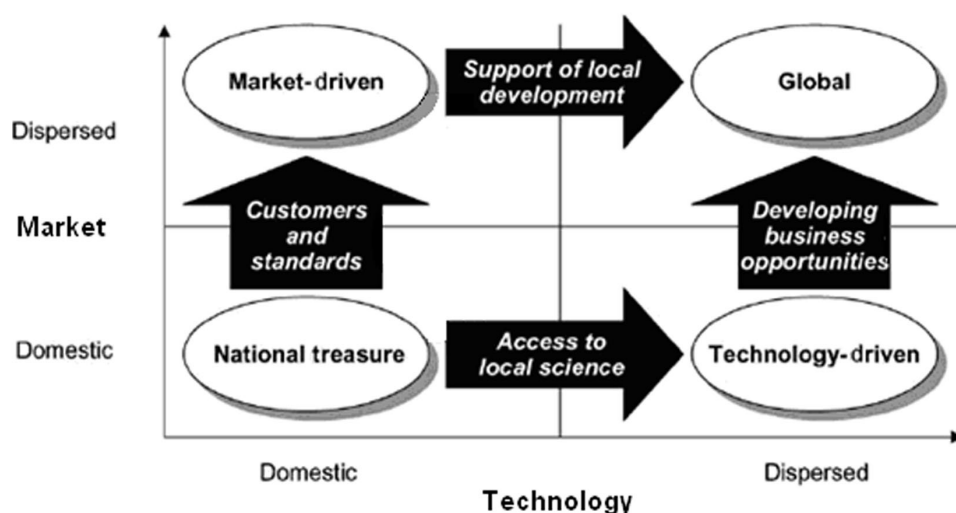 Market-driven
Support of local
development
Global
Dispersed
Market
Customers
and
standards
Developing
business
opportunities
Domestic
National treasure
Access to
local science
Technology-driven
Domestic
Dispersed
Technology